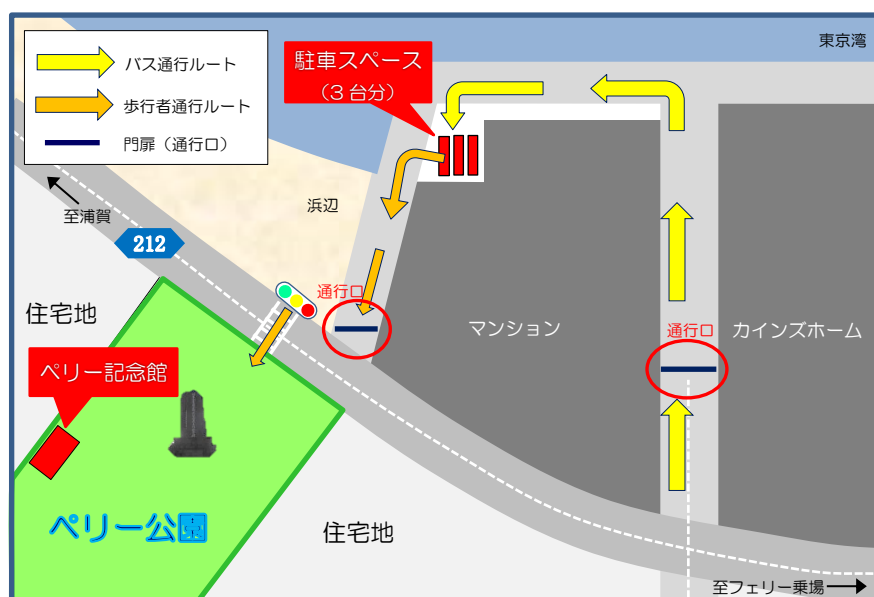 バス通行ルート
歩行者通行ルート
門扉（通行口）
駐車スペース
（3台分）
東京湾
至浦賀
浜辺
212
通行口
住宅地
マンション
通行口
カインズホーム
ペリー記念館
ペリー公園
住宅地
至フェリー乗場